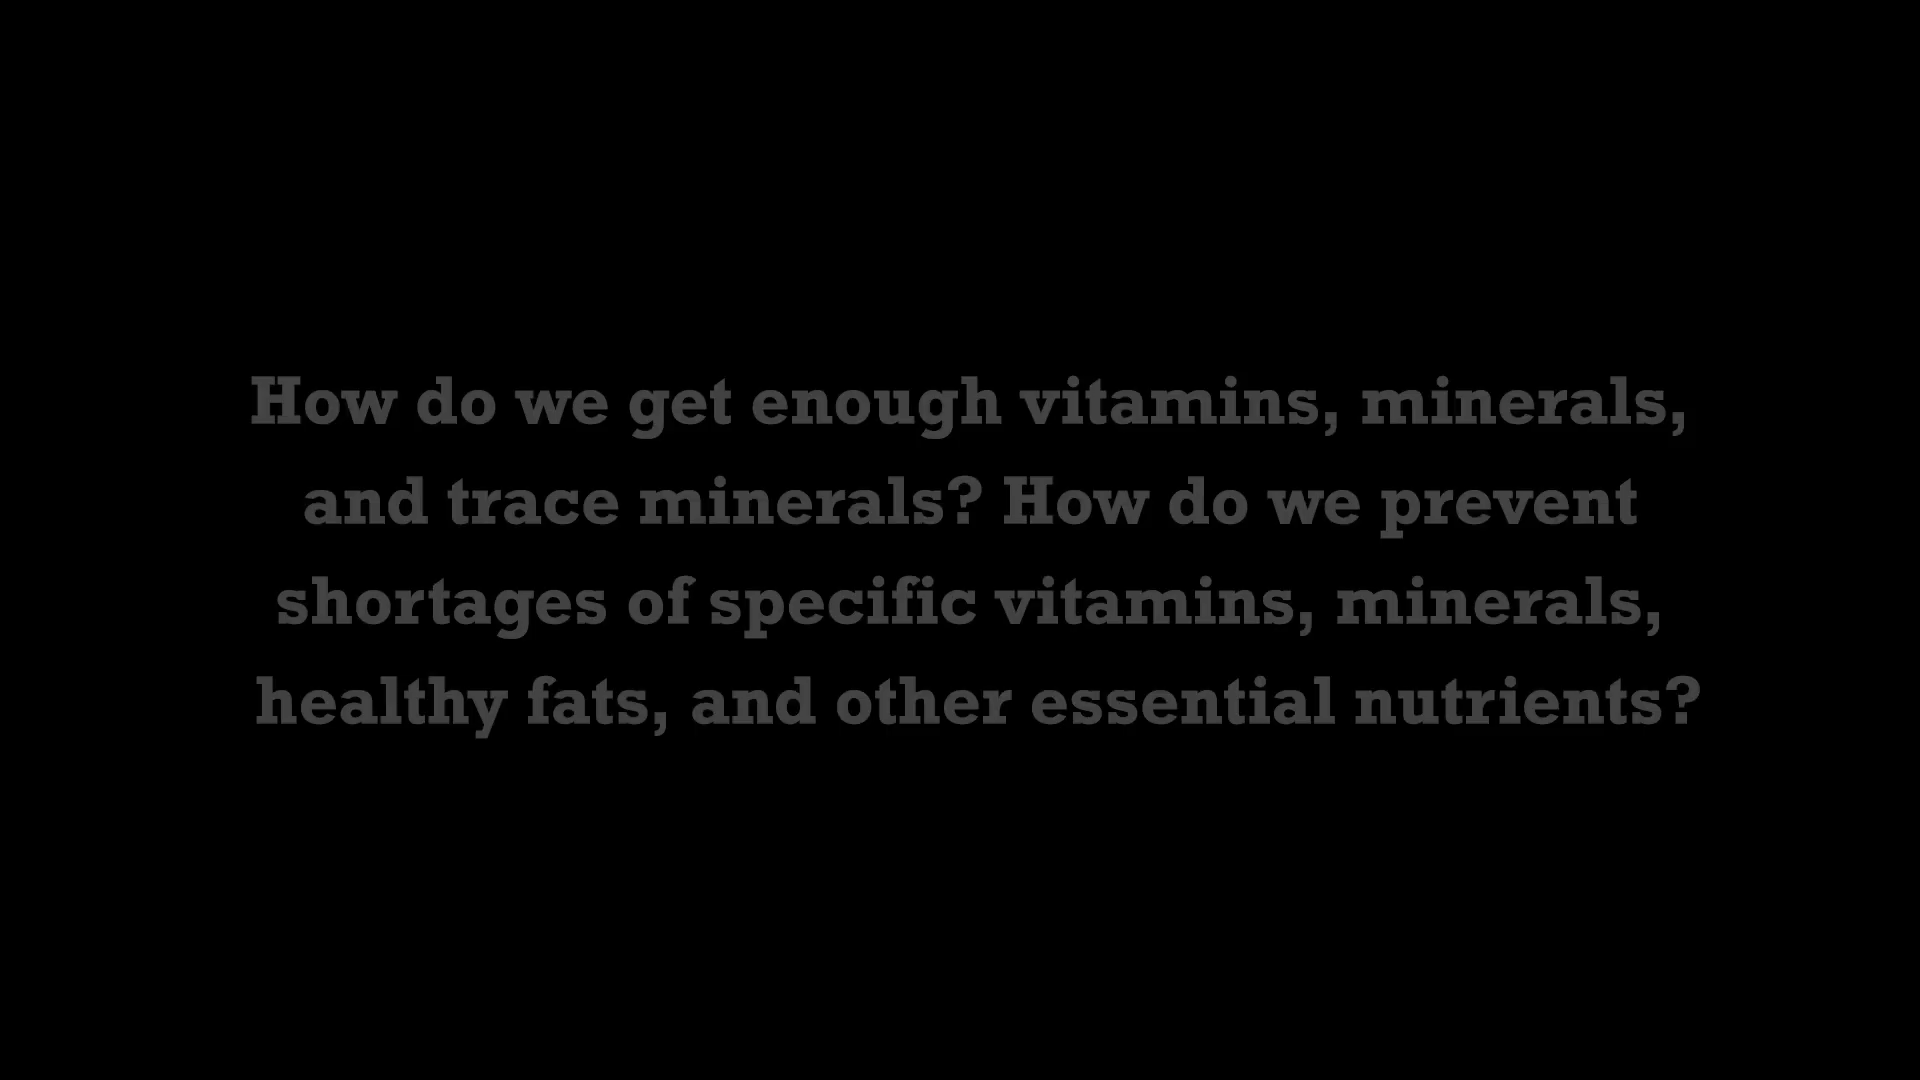 How do we get enough vitamins, minerals,
and trace minerals? How do we prevent
shortages of specific vitamins, minerals,
healthy fats, and other essential nutrients?